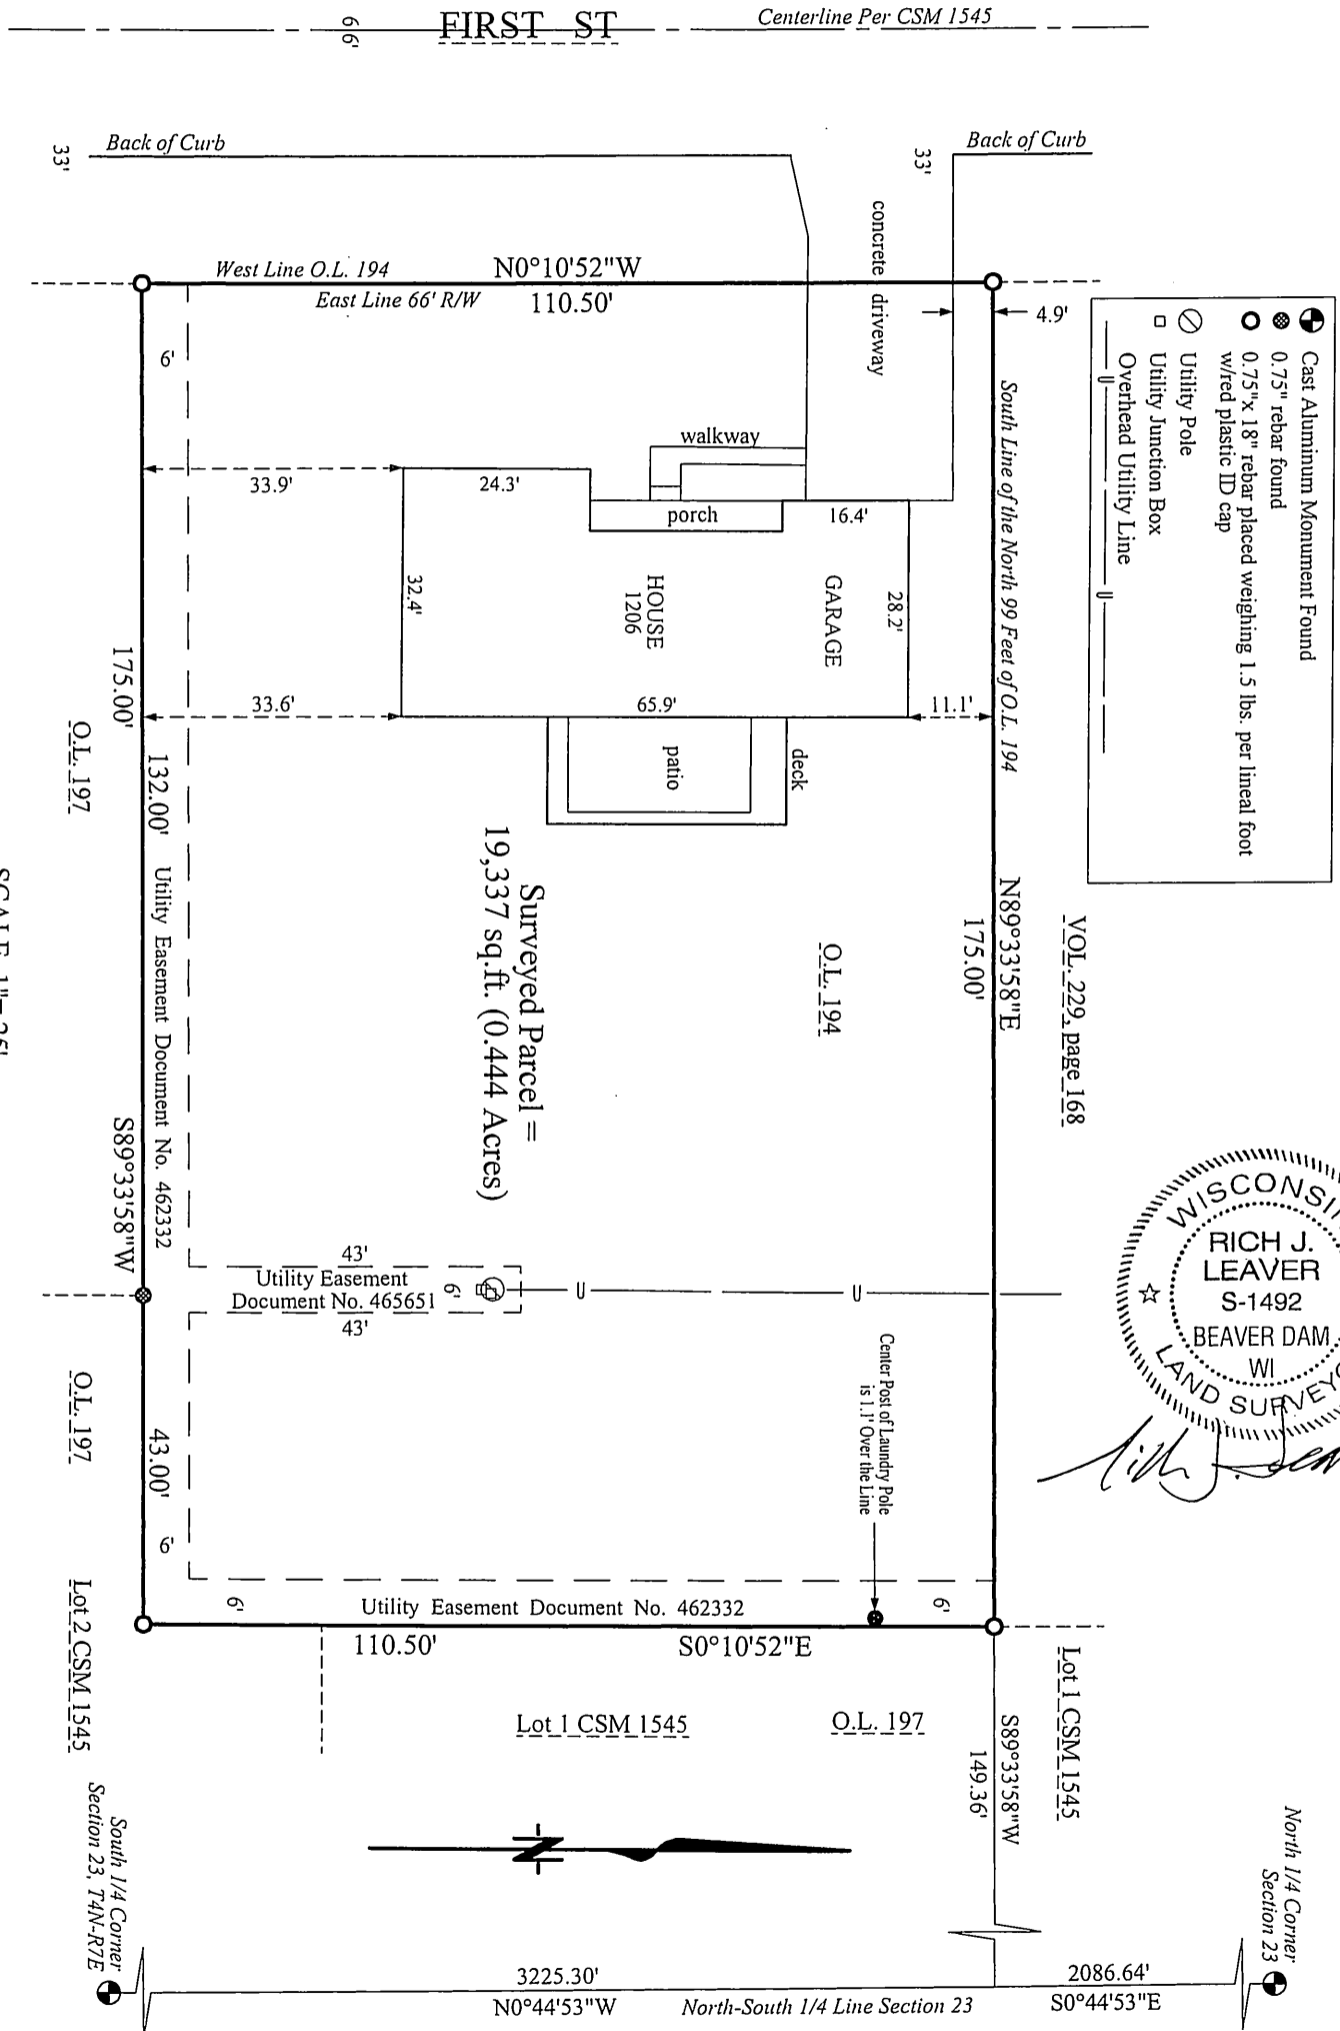 FIRST ST
Centerline Per CSM 1545
66'
Back of Curb
33'
Back of Curb
33'
concrete driveway
West Line O.L. 194
N0°10'52"W
East Line 66' R/W
110.50'
4.9'
Cast Aluminum Monument Found
0.75" rebar found
0.75"x 18" rebar placed weighing 1.5 lbs. per lineal foot
w/red plastic ID cap
Utility Pole
Utility Junction Box
Overhead Utility Line
U
U
6'
South Line of the North 99 Feet of O.L. 194
walkway
33.9'
24.3'
porch
16.4'
32.4'
HOUSE
1206
GARAGE
28.2'
33.6'
65.9'
11.1'
patio
deck
175.00'
O.L. 197
132.00'
Utility Easement Document No. 462332
S89°33'58"W
Surveyed Parcel =
19,337 sq.ft. (0.444 Acres)
O.L. 194
N89°33'58"E
175.00'
VOL. 229, page 168
43'
Utility Easement
Document No. 465651
43'
6'
U
U
WISCONSI
RICH J.
LEAVER
S-1492
BEAVER DAM
WI
LAND SURVEYO
Center Post of Laundry Pole
is 1.1' Over the Line
O.L. 197
43.00'
6'
6'
Utility Easement Document No. 462332
6'
110.50'
S0°10'52"E
Lot 2 CSM 1545
Lot 1 CSM 1545
O.L. 197
S89°33'58"W
149.36'
Lot 1 CSM 1545
N
South 1/4 Corner
Section 23, T4N-R7E
North 1/4 Corner
Section 23
3225.30'
N0°44'53"W
North-South 1/4 Line Section 23
2086.64'
S0°44'53"E